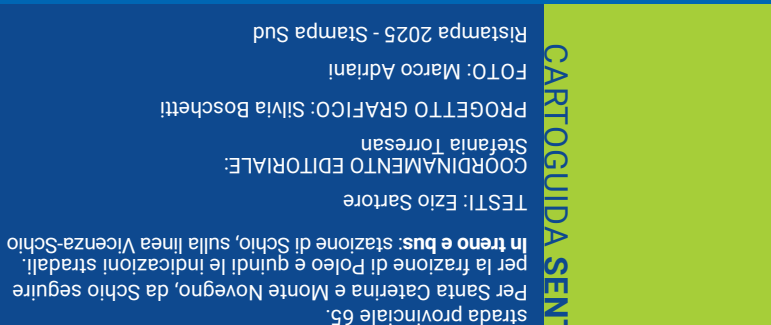 strada provinciale 65.
Per Santa Caterina e Monte Novegno, da Schio seguire
per la frazione di Poleo e quindi le indicazioni stradali.
In treno e bus: stazione di Schio, sulla linea Vicenza-Schio
TESTI: Ezio Sartore
COORDINAMENTO EDITORIALE:
Stefania Torresan
PROGETTO GRAFICO: Silvia Boschetti
FOTO: Marco Adriani
Ristampa 2025 - Stampa Sud
CARTOGUIDA SENT